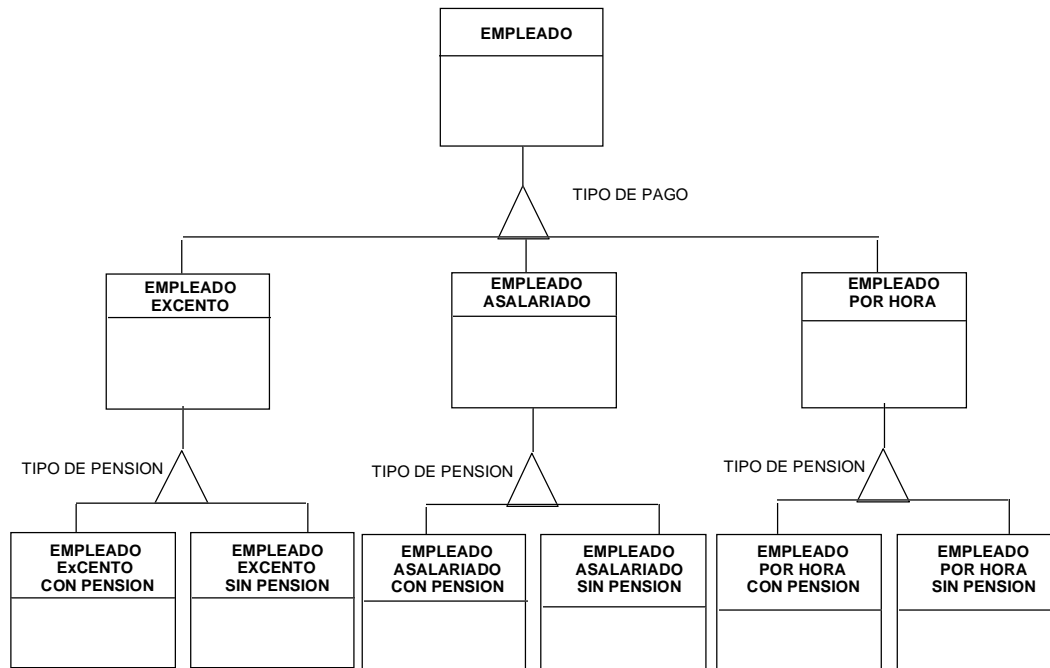 EMPLEADO
TIPO DE PAGO
EMPLEADO
EXCENTO
EMPLEADO
ASALARIADO
EMPLEADO
POR HORA
TIPO DE PENSION
TIPO DE PENSION
TIPO DE PENSION
EMPLEADO
ExCENTO
CON PENSION
EMPLEADO
EXCENTO
SIN PENSION
EMPLEADO
ASALARIADO
CON PENSION
EMPLEADO
ASALARIADO
SIN PENSION
EMPLEADO
POR HORA
CON PENSION
EMPLEADO
POR HORA
SIN PENSION